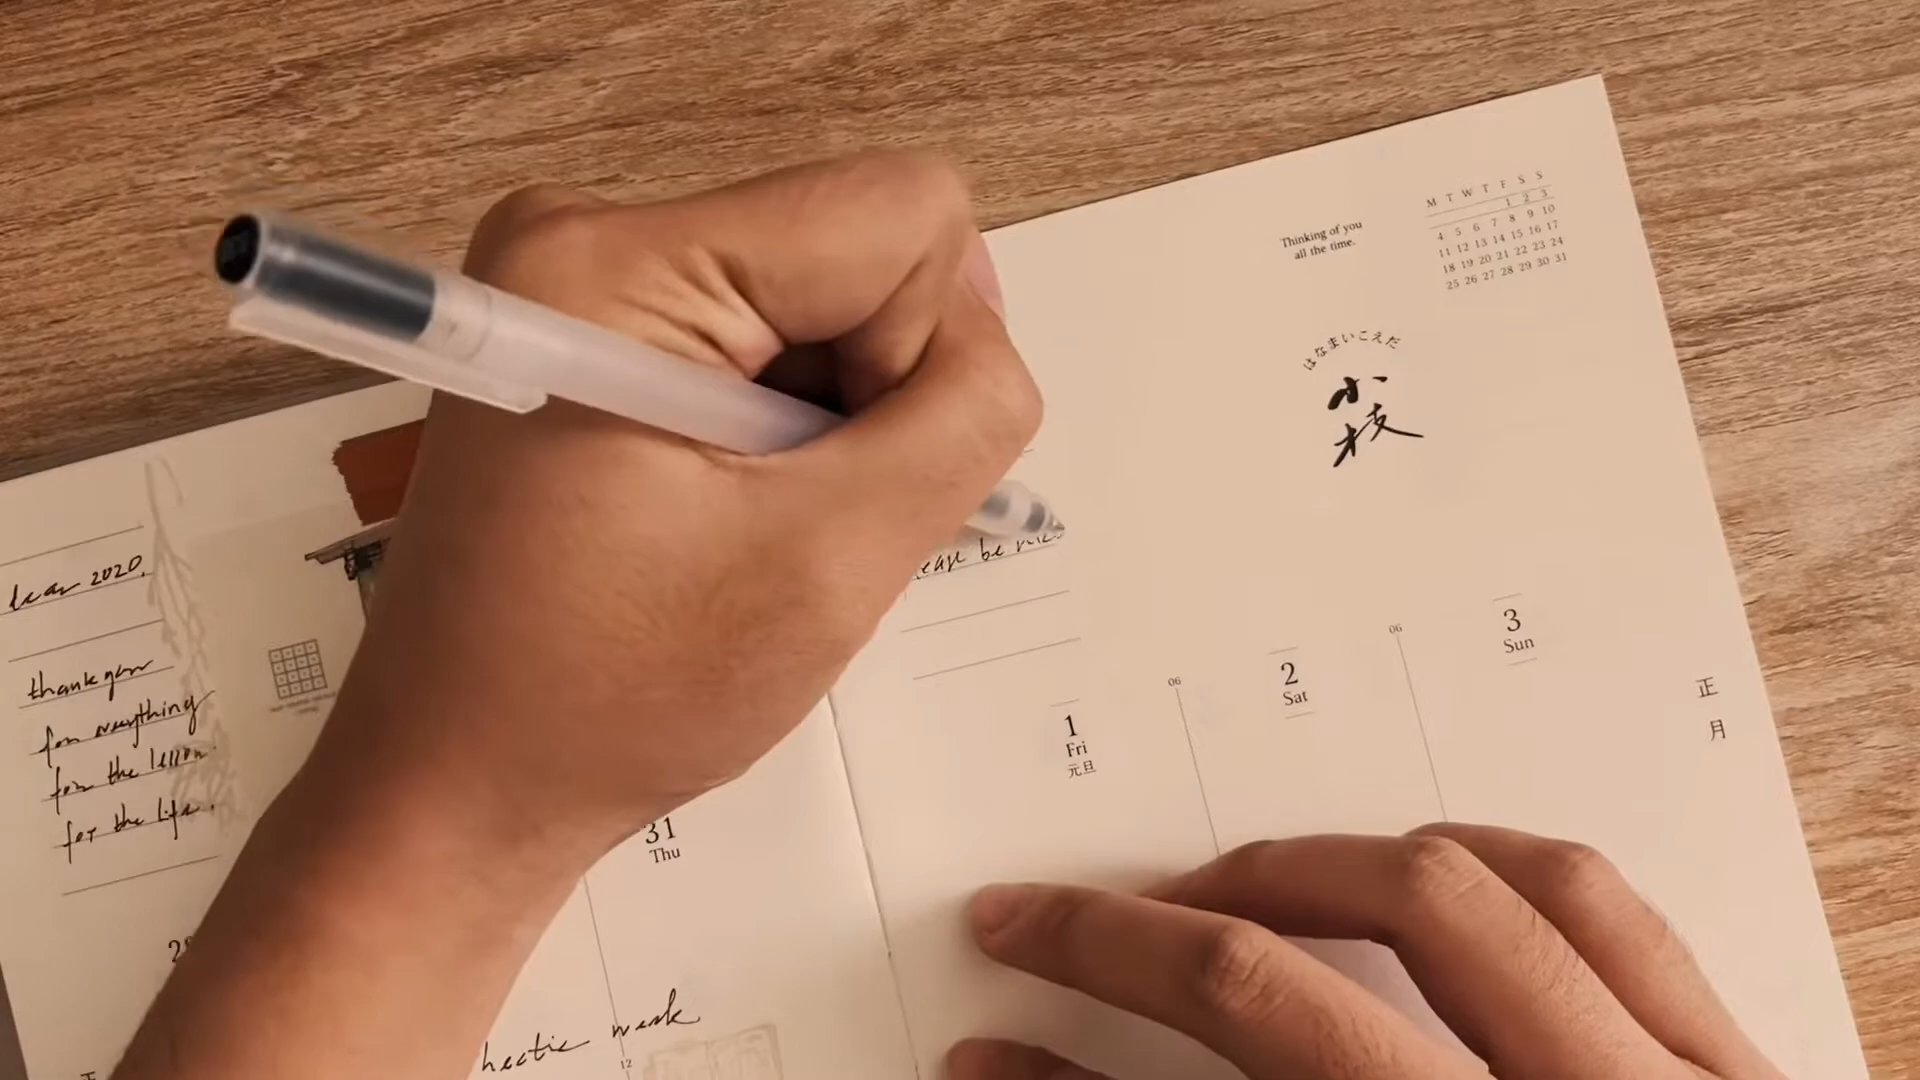 dear 2020,
thank you
for everything
for the lesson
for the life.
31
Thu
hectic week
12
be nice
Thinking of you
all the time.
M T W T F S S
1 2 3
4 5 6 7 8 9 10
11 12 13 14 15 16 17
18 19 20 21 22 23 24
25 26 27 28 29 30 31
はなまいこえだ
小枝
1
Fri
元旦
06
2
Sat
06
3
Sun
正月